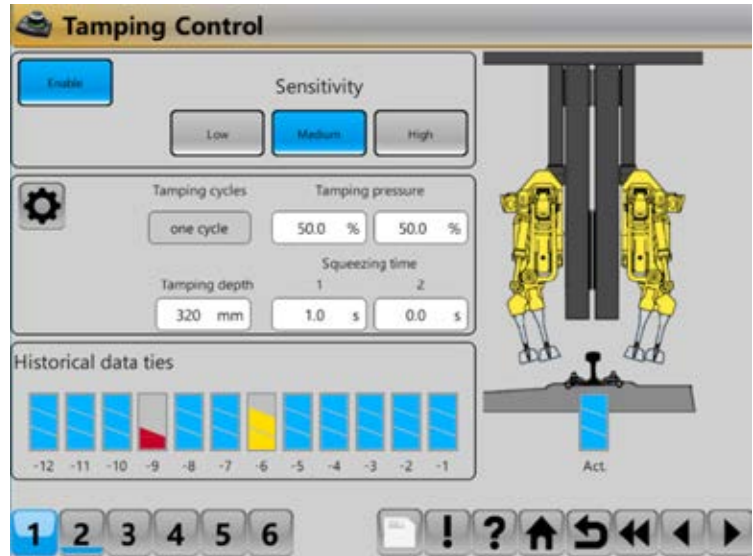 Tamping Control
Enable
Sensitivity
Low Medium High
Tamping cycles Tamping pressure
one cycle 50.0 % 50.0 %
Squeezing time
Tamping depth 1 2
320 mm 1.0 s 0.0 s
Historical data ties
-12 -11 -10 -9 -8 -7 -6 -5 -4 -3 -2 -1 Act.
1 2 3 4 5 6 ! ?